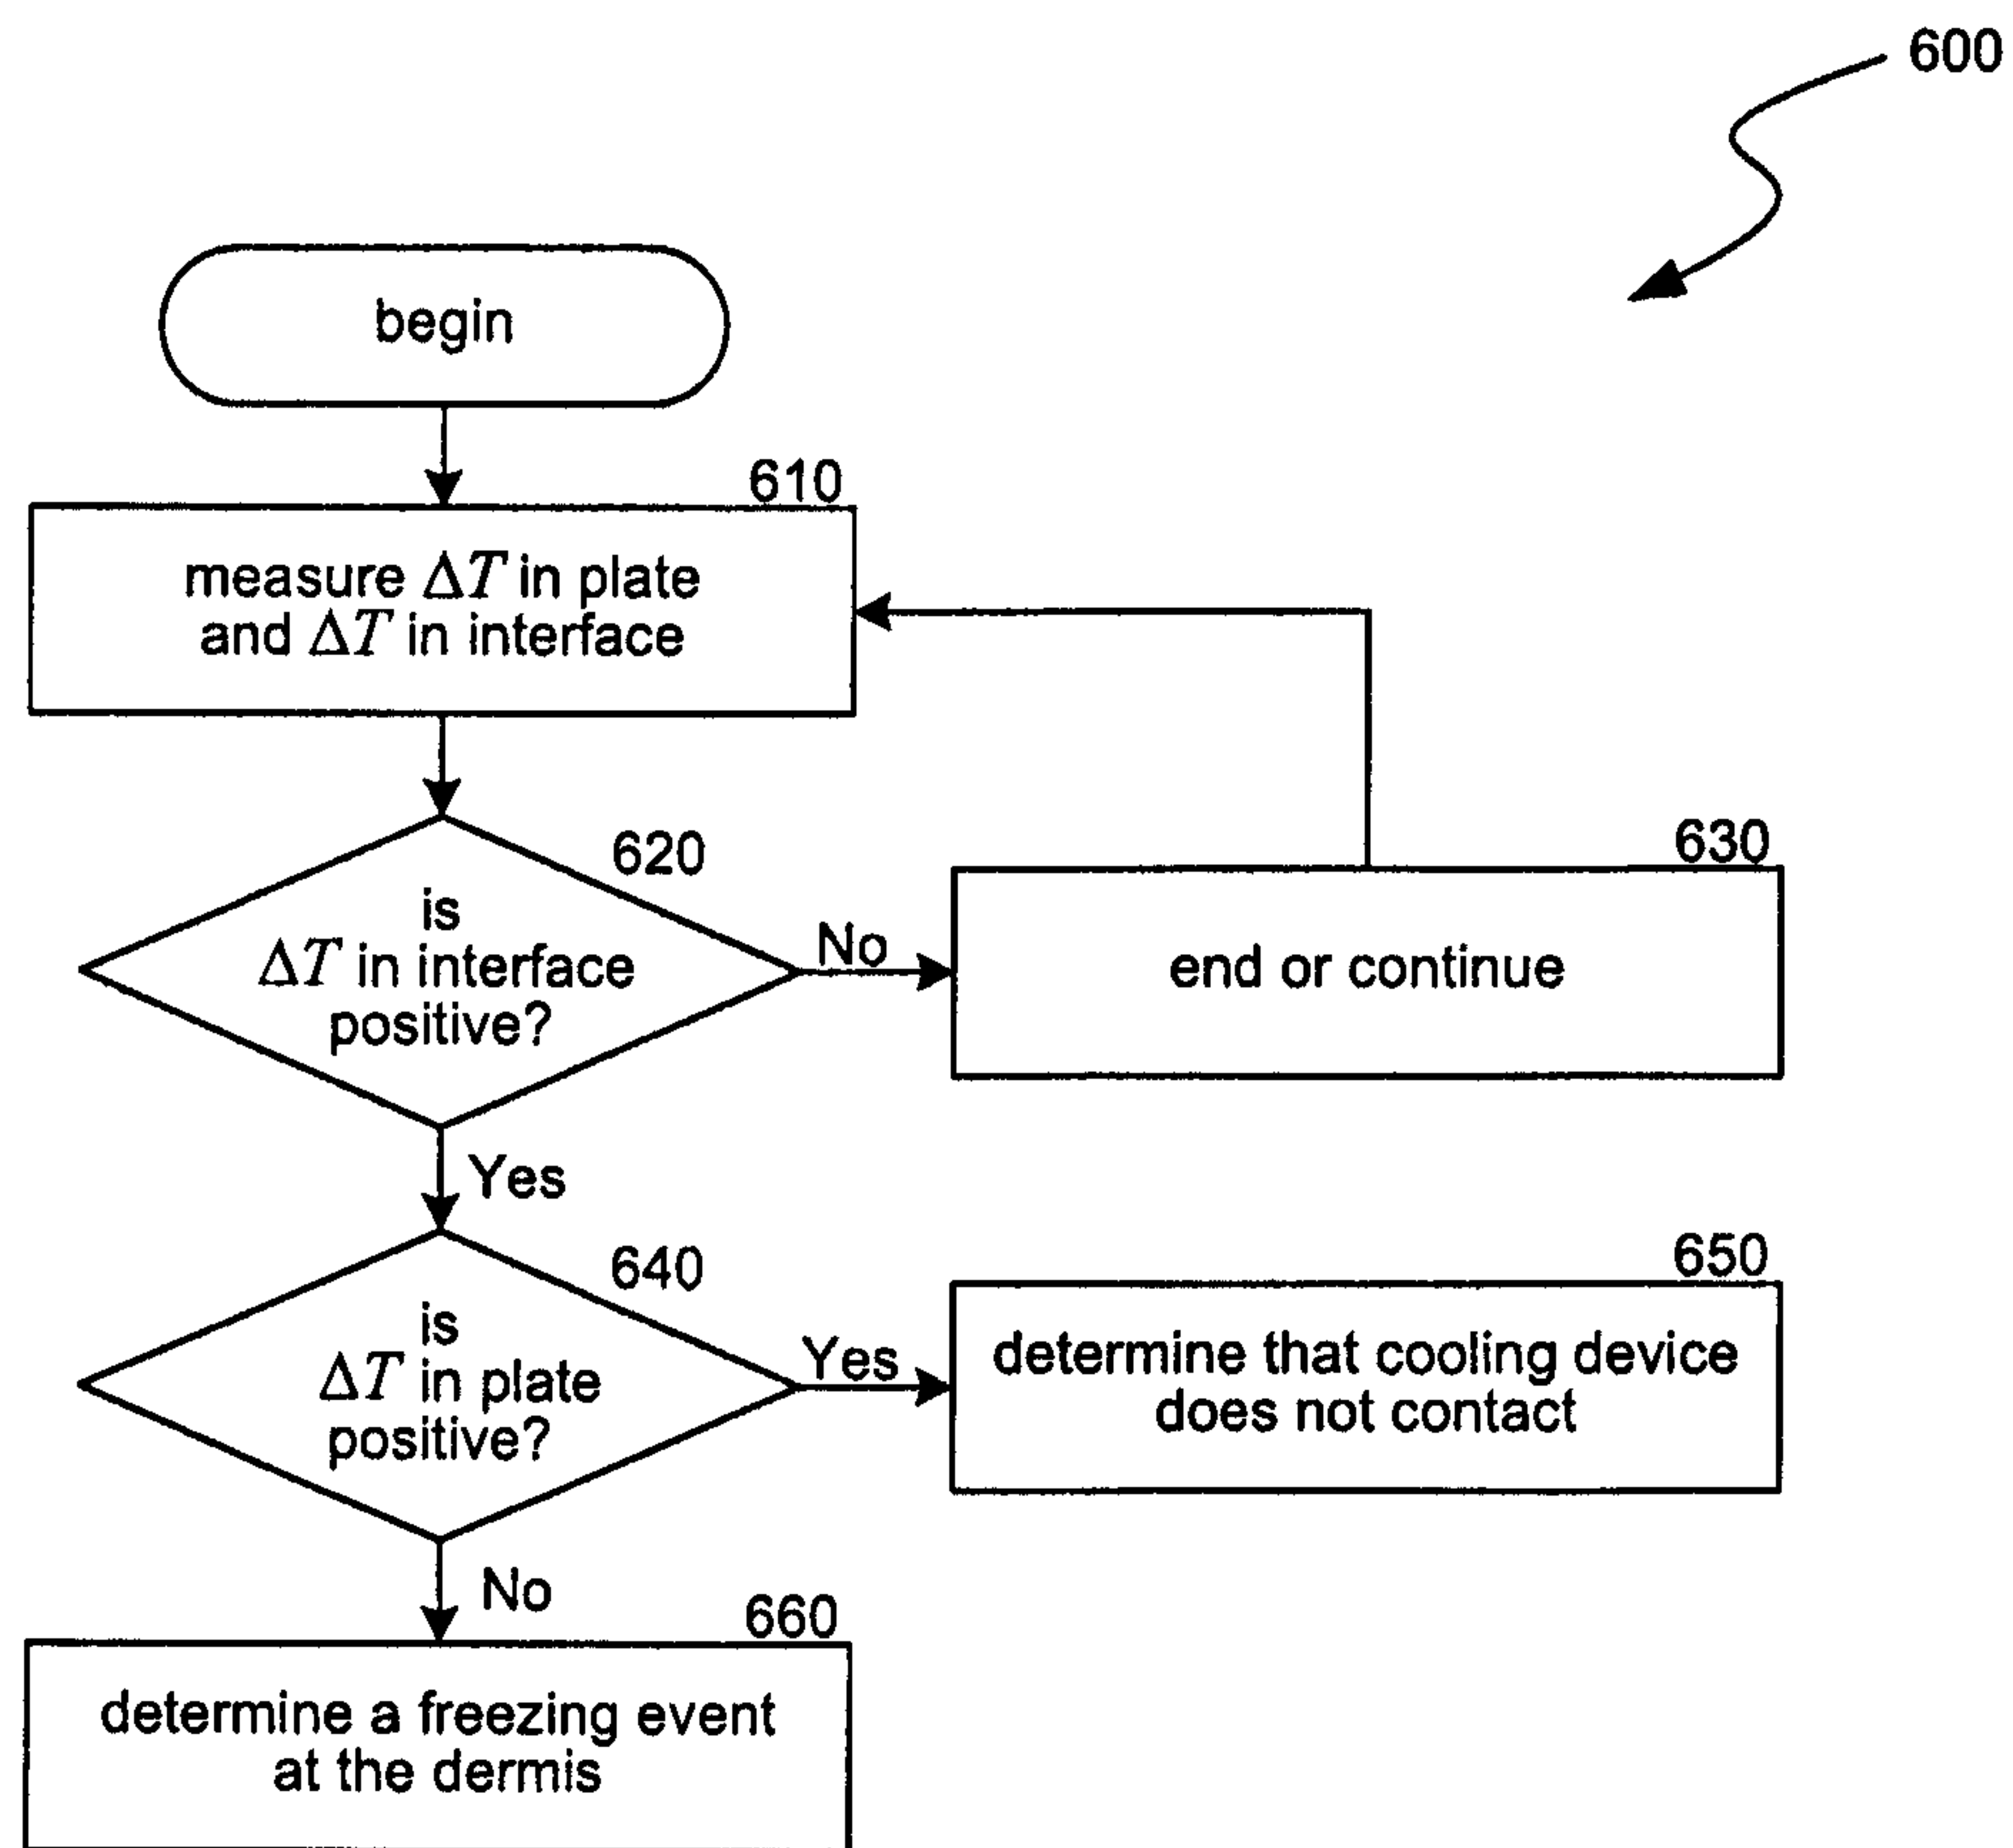 600
begin
610
measure ΔT in plate
and ΔT in interface
620
is
ΔT in interface
positive?
No
630
end or continue
Yes
640
is
ΔT in plate
positive?
Yes
650
determine that cooling device
does not contact
No
660
determine a freezing event
at the dermis